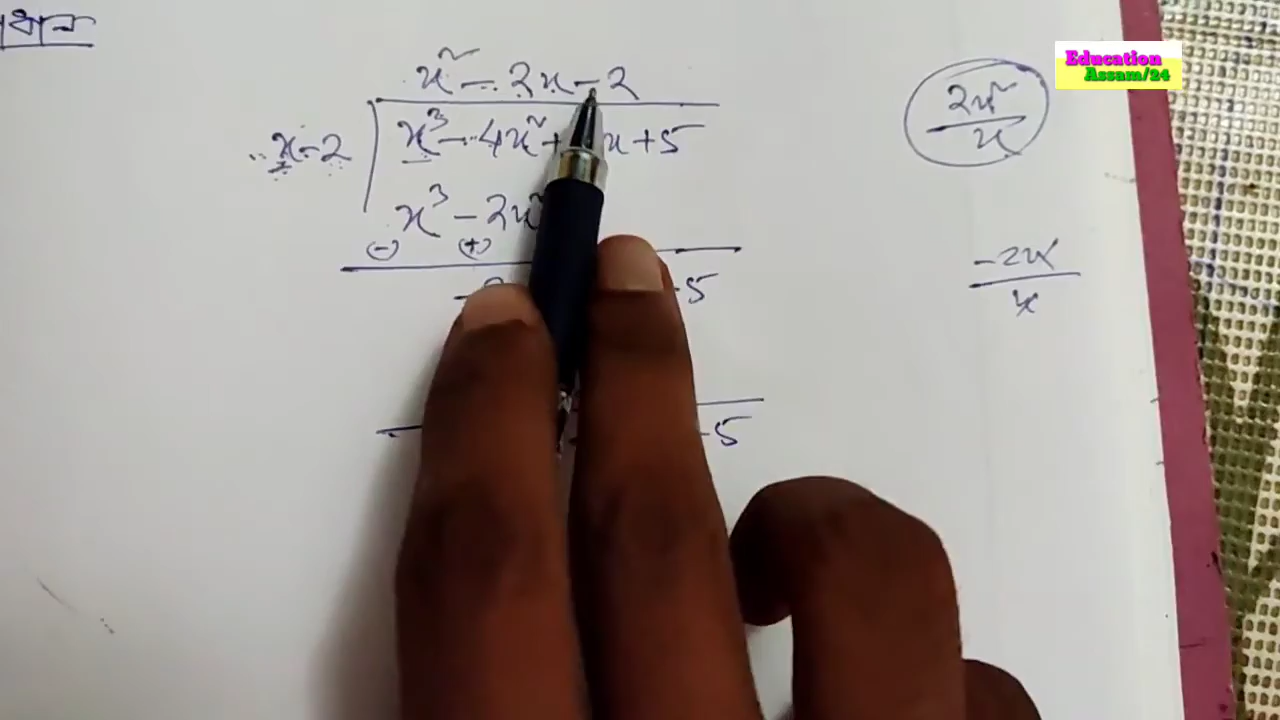 x² - 2x - 2
x - 2
x³ - 4x² + x + 5
x³ - 2x²
(-) (+)
5
5
2x²
x
-2x
x
Education
Assam/24